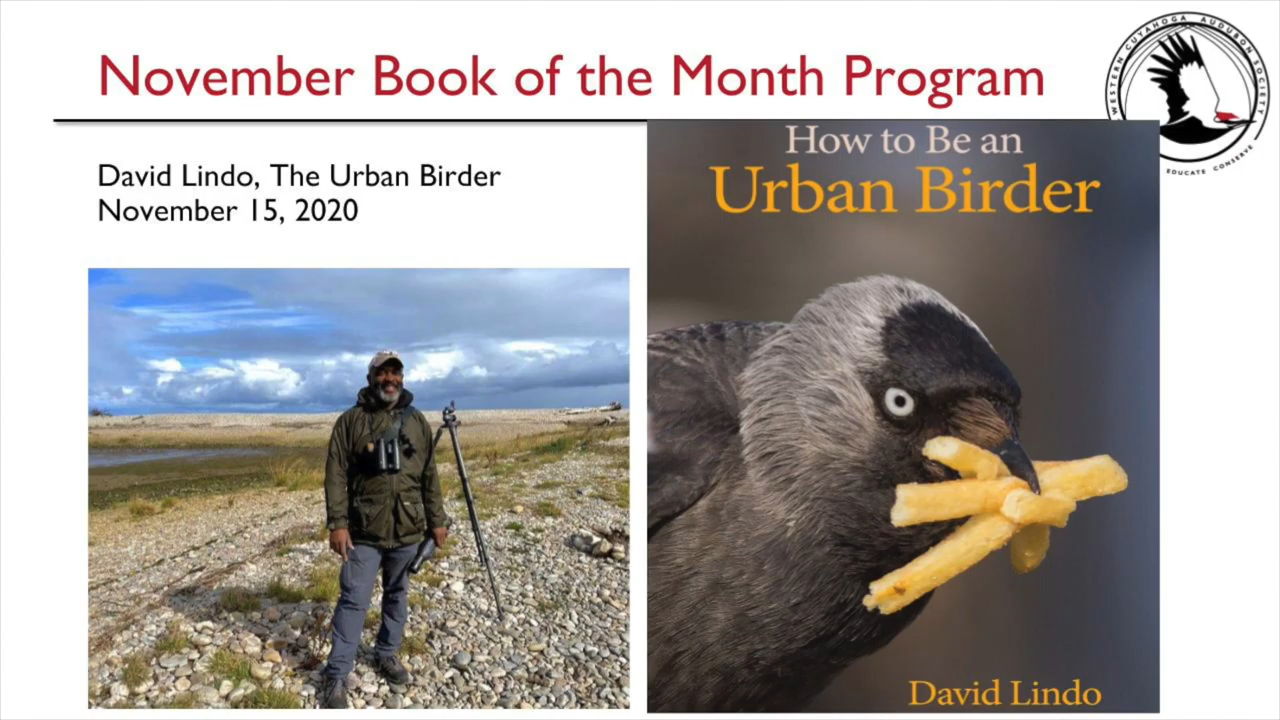 November Book of the Month Program
WESTERN CUYAHOGA AUDUBON SOCIETY
EDUCATE CONSERVE
David Lindo, The Urban Birder
November 15, 2020
How to Be an
Urban Birder
David Lindo